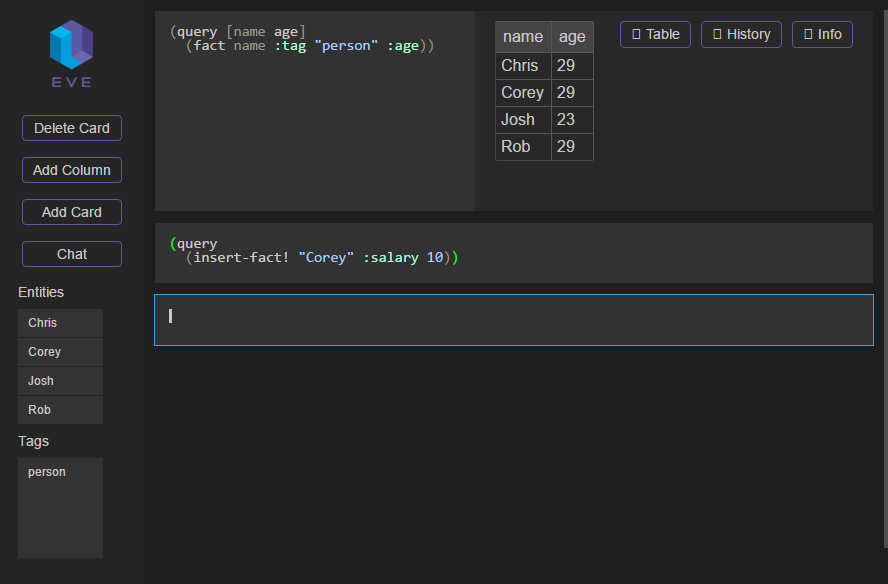 EVE
Delete Card
Add Column
Add Card
Chat
Entities
Chris
Corey
Josh
Rob
Tags
person
(query [name age]
(fact name :tag "person" :age))
name age
Chris 29
Corey 29
Josh 23
Rob 29
Table History Info
(query
(insert-fact! "Corey" :salary 10))